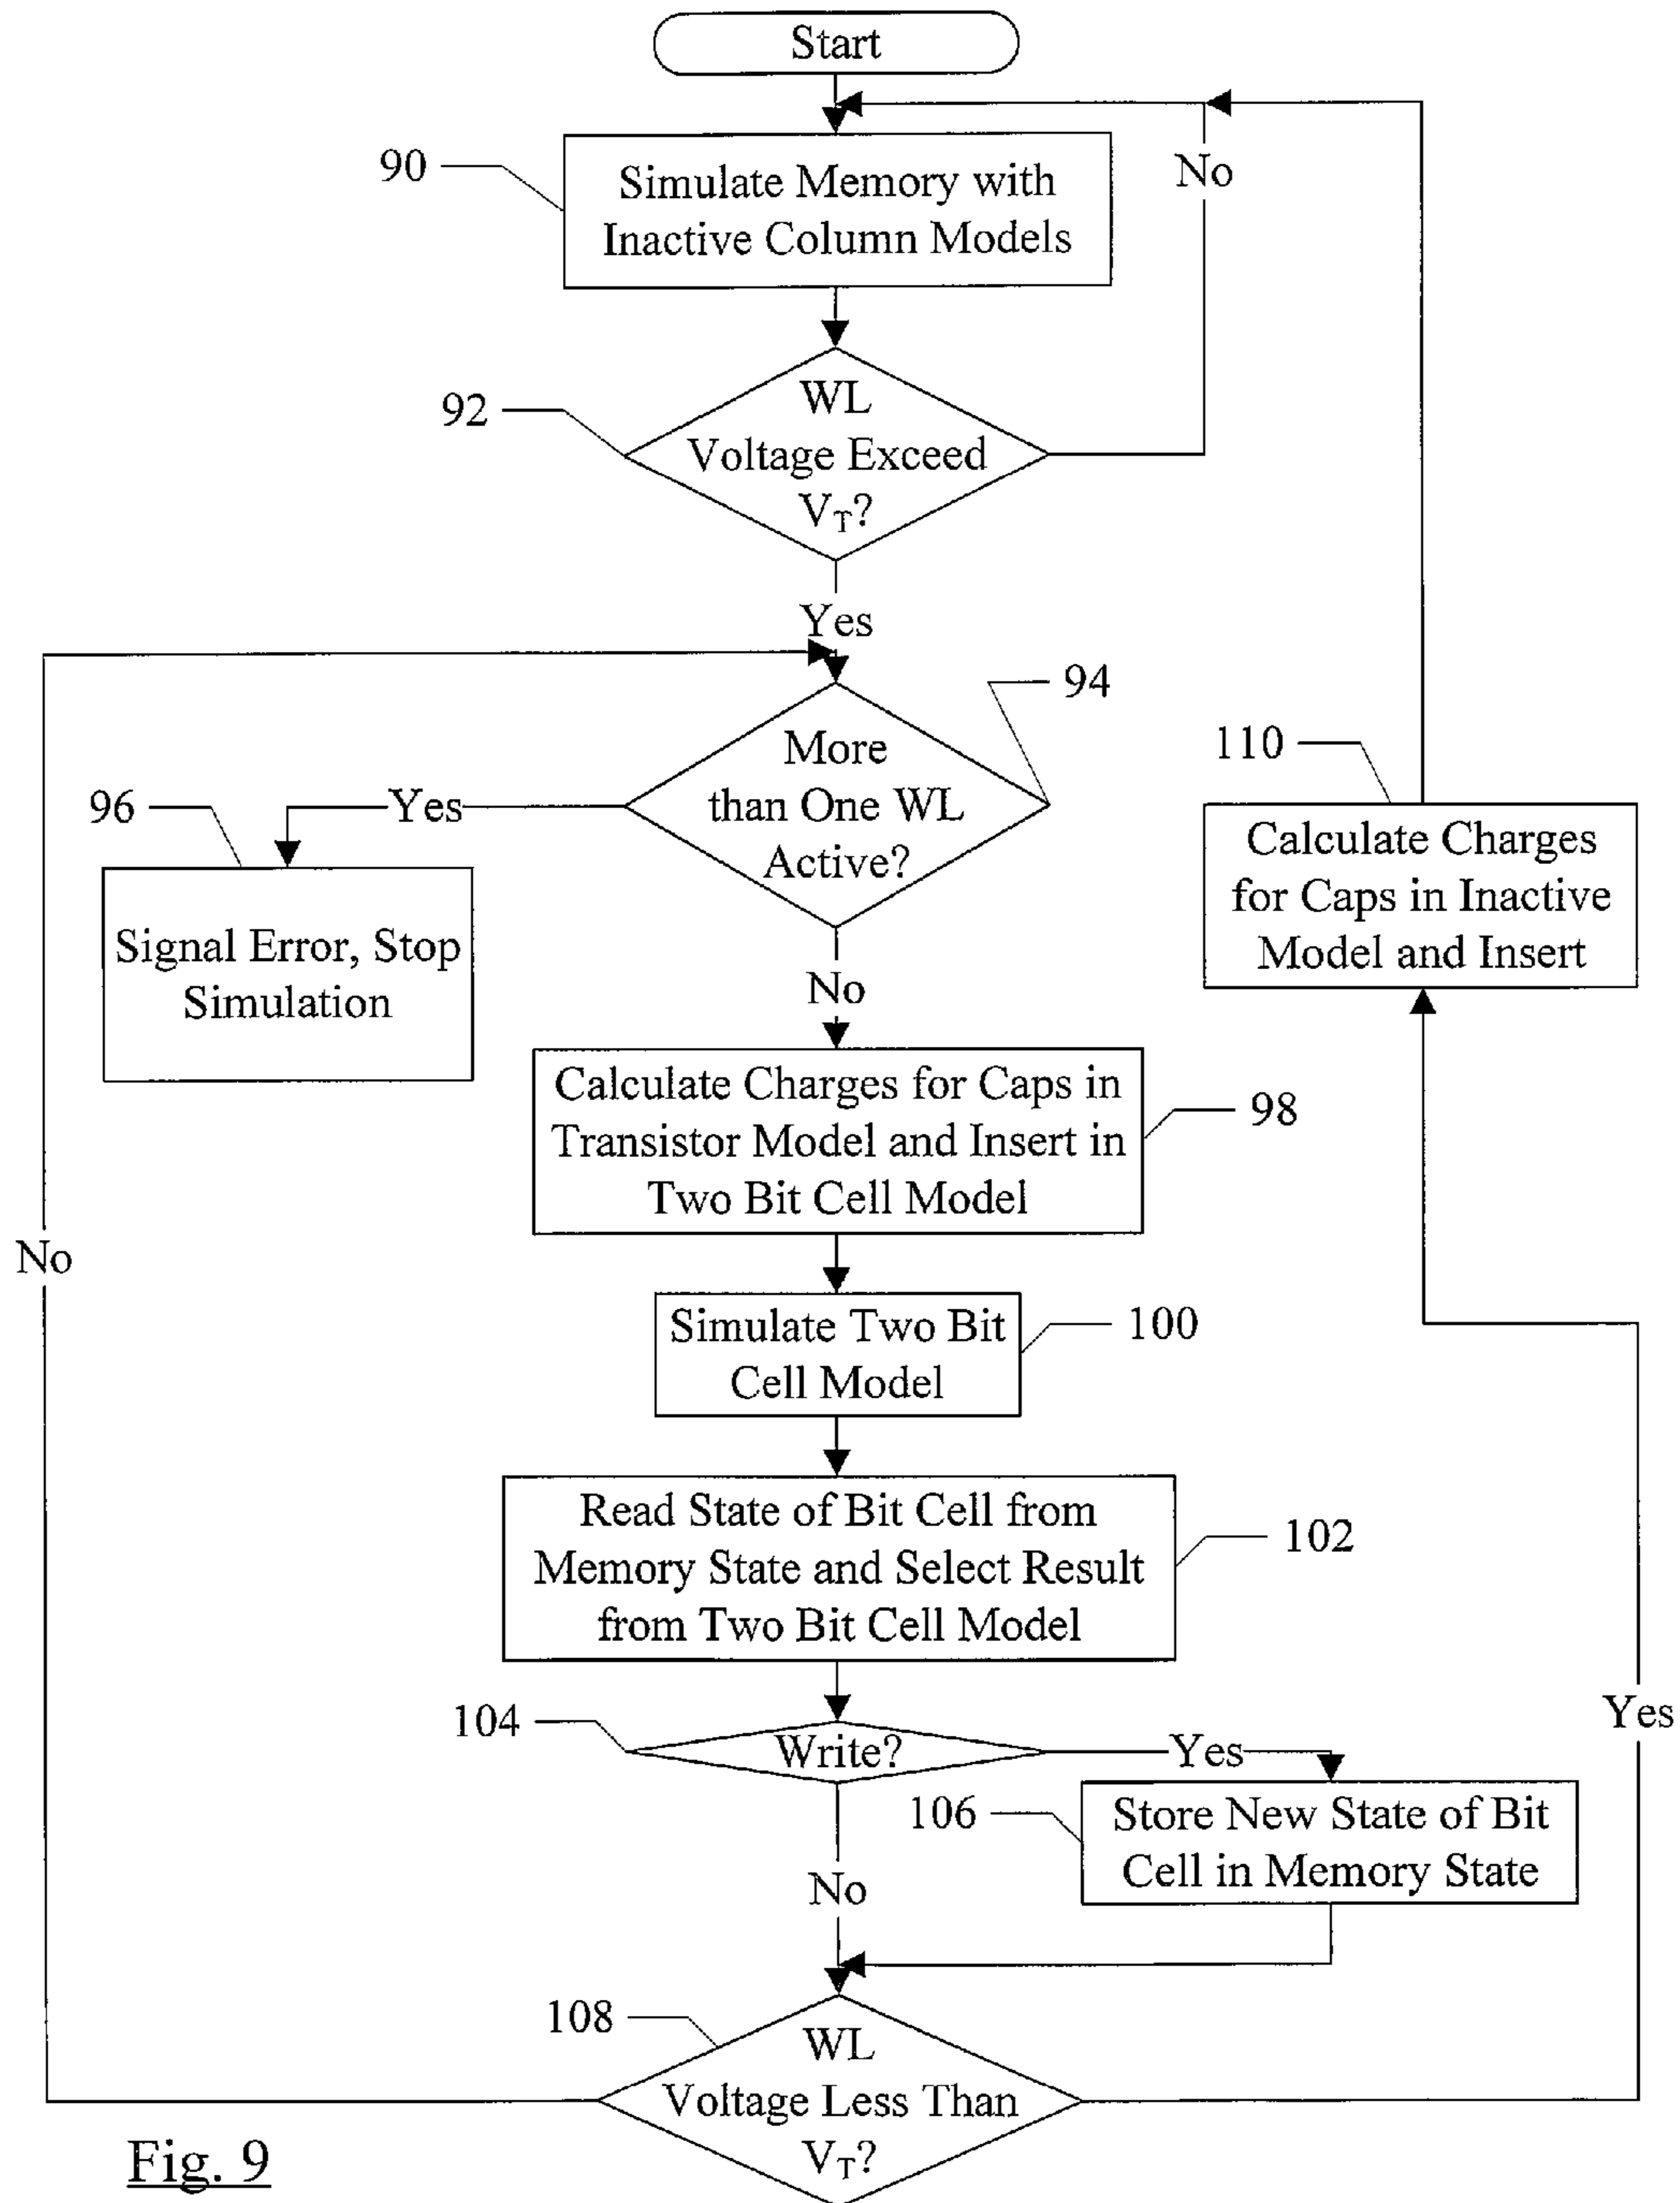 Start
90
Simulate Memory with
Inactive Column Models
No
92
WL
Voltage Exceed
V_T?
Yes
94
More
than One WL
Active?
96
Yes
Signal Error, Stop
Simulation
110
Calculate Charges
for Caps in Inactive
Model and Insert
No
Calculate Charges for Caps in
Transistor Model and Insert in
Two Bit Cell Model
98
No
Simulate Two Bit
Cell Model
100
Read State of Bit Cell from
Memory State and Select Result
from Two Bit Cell Model
102
Yes
104
Write?
Yes
106
Store New State of Bit
Cell in Memory State
No
108
WL
Voltage Less Than
V_T?
Fig. 9